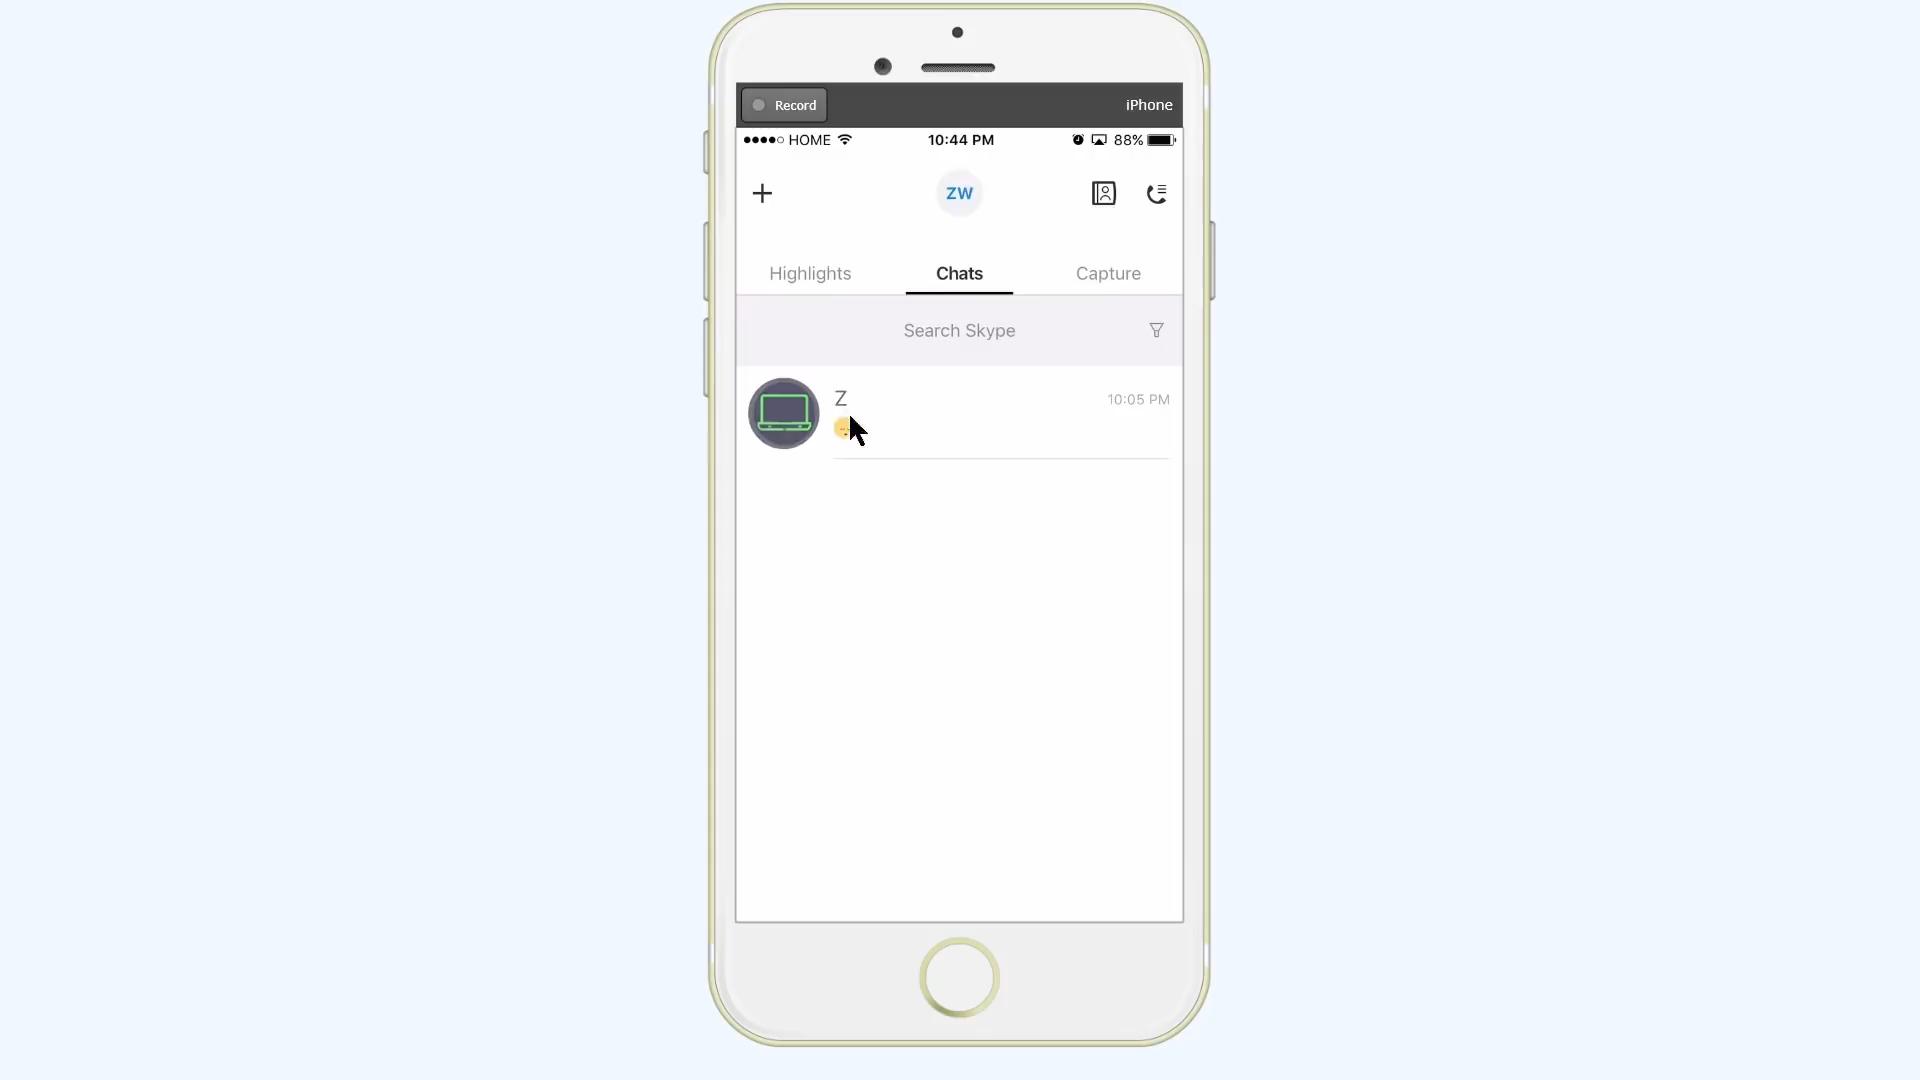 Record
iPhone
HOME
10:44 PM
88%
ZW
Highlights
Chats
Capture
Search Skype
Z
10:05 PM